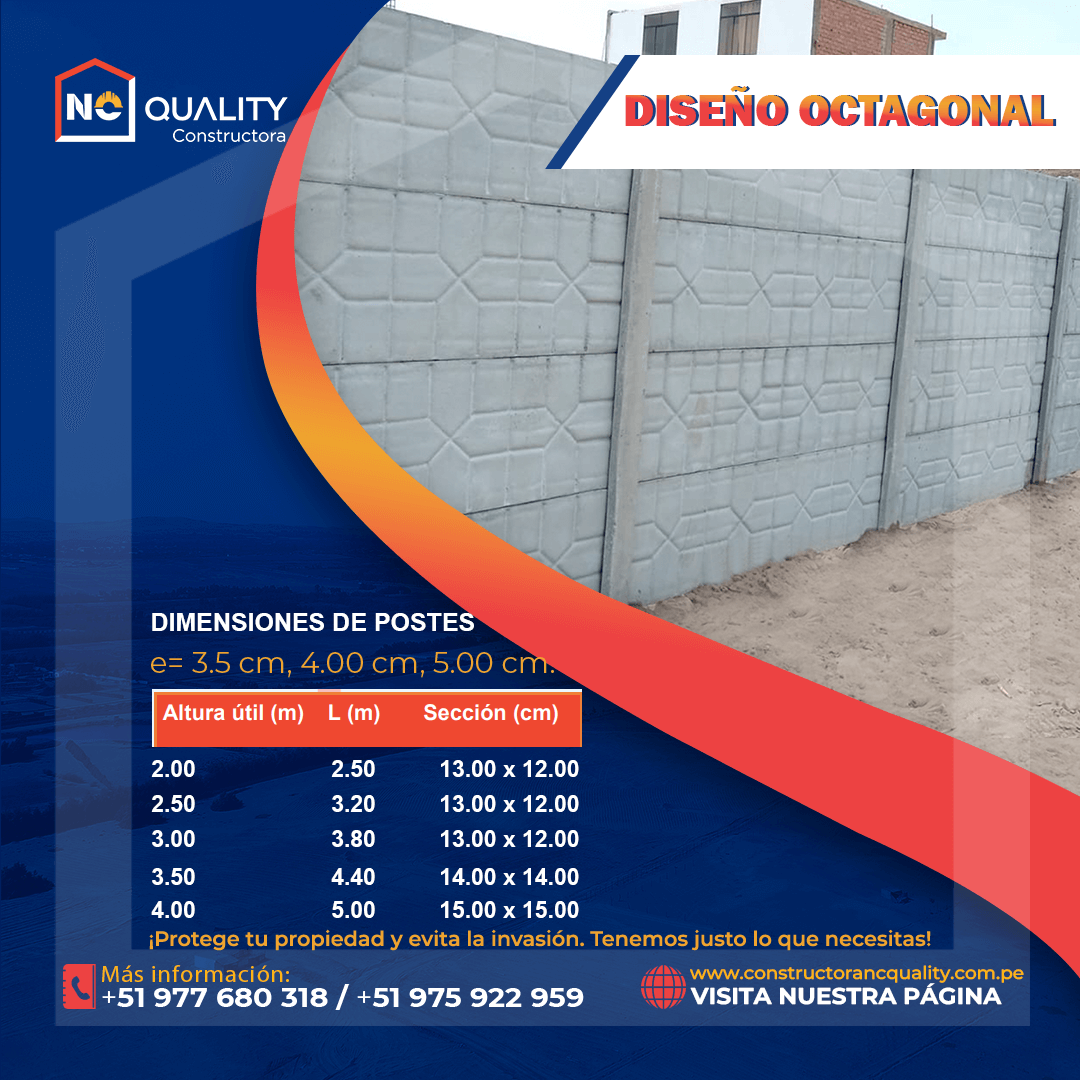 NC QUALITY
Constructora
DISEÑO OCTAGONAL
DIMENSIONES DE POSTES
e= 3.5 cm, 4.00 cm, 5.00 cm.
Altura útil (m) L (m) Sección (cm)
2.00 2.50 13.00 x 12.00
2.50 3.20 13.00 x 12.00
3.00 3.80 13.00 x 12.00
3.50 4.40 14.00 x 14.00
4.00 5.00 15.00 x 15.00
¡Protege tu propiedad y evita la invasión. Tenemos justo lo que necesitas!
Más información:
+51 977 680 318 / +51 975 922 959
www.constructorancquality.com.pe
VISITA NUESTRA PÁGINA